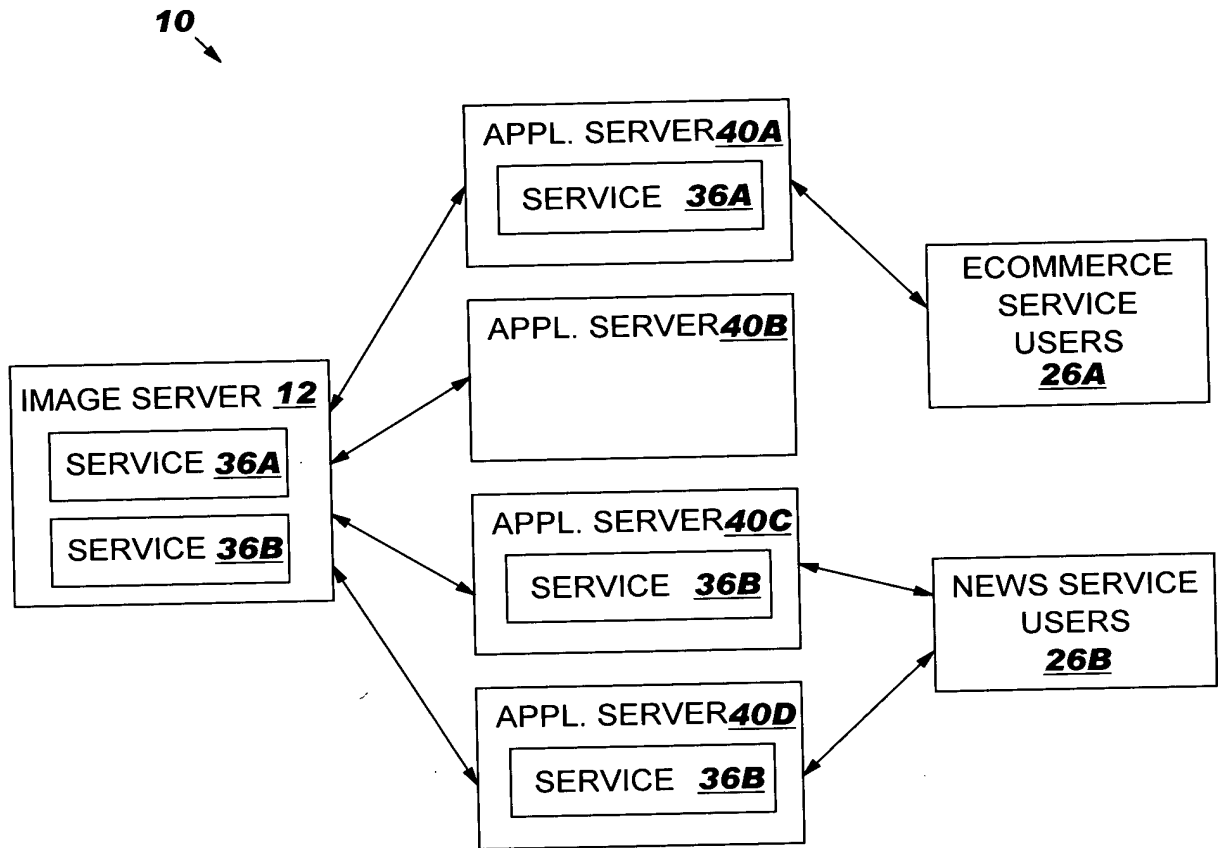 10
APPL. SERVER 40A
SERVICE 36A
ECOMMERCE
SERVICE
USERS
26A
APPL. SERVER 40B
IMAGE SERVER 12
SERVICE 36A
SERVICE 36B
APPL. SERVER 40C
SERVICE 36B
NEWS SERVICE
USERS
26B
APPL. SERVER 40D
SERVICE 36B